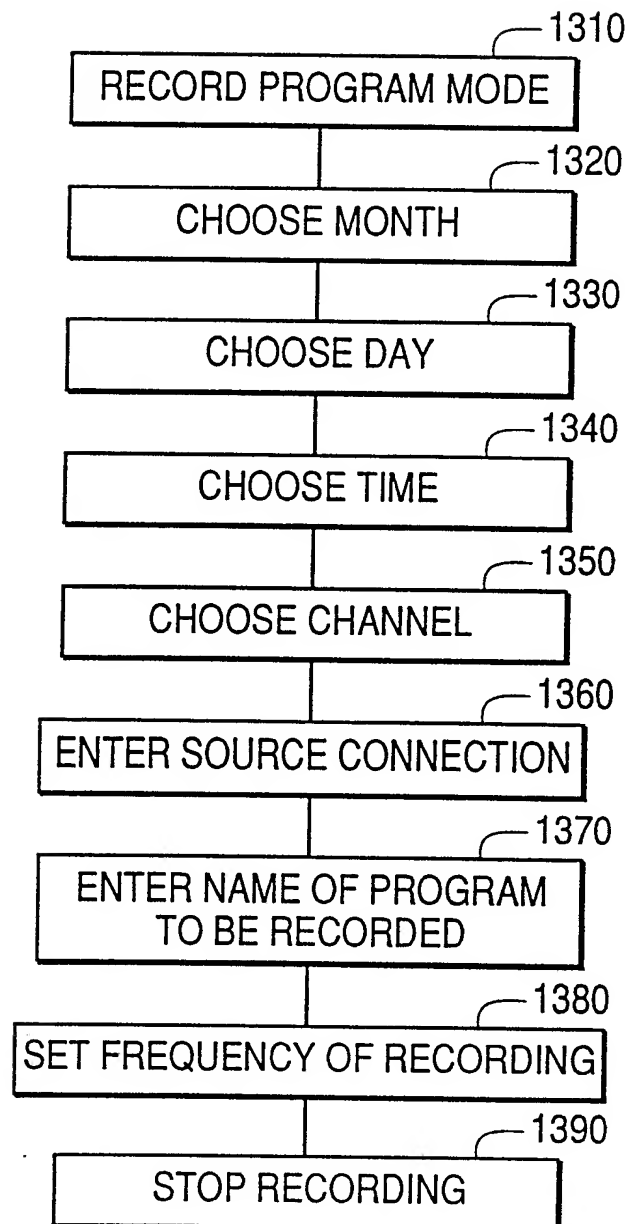 1310
RECORD PROGRAM MODE
1320
CHOOSE MONTH
1330
CHOOSE DAY
1340
CHOOSE TIME
1350
CHOOSE CHANNEL
1360
ENTER SOURCE CONNECTION
1370
ENTER NAME OF PROGRAM
TO BE RECORDED
1380
SET FREQUENCY OF RECORDING
1390
STOP RECORDING